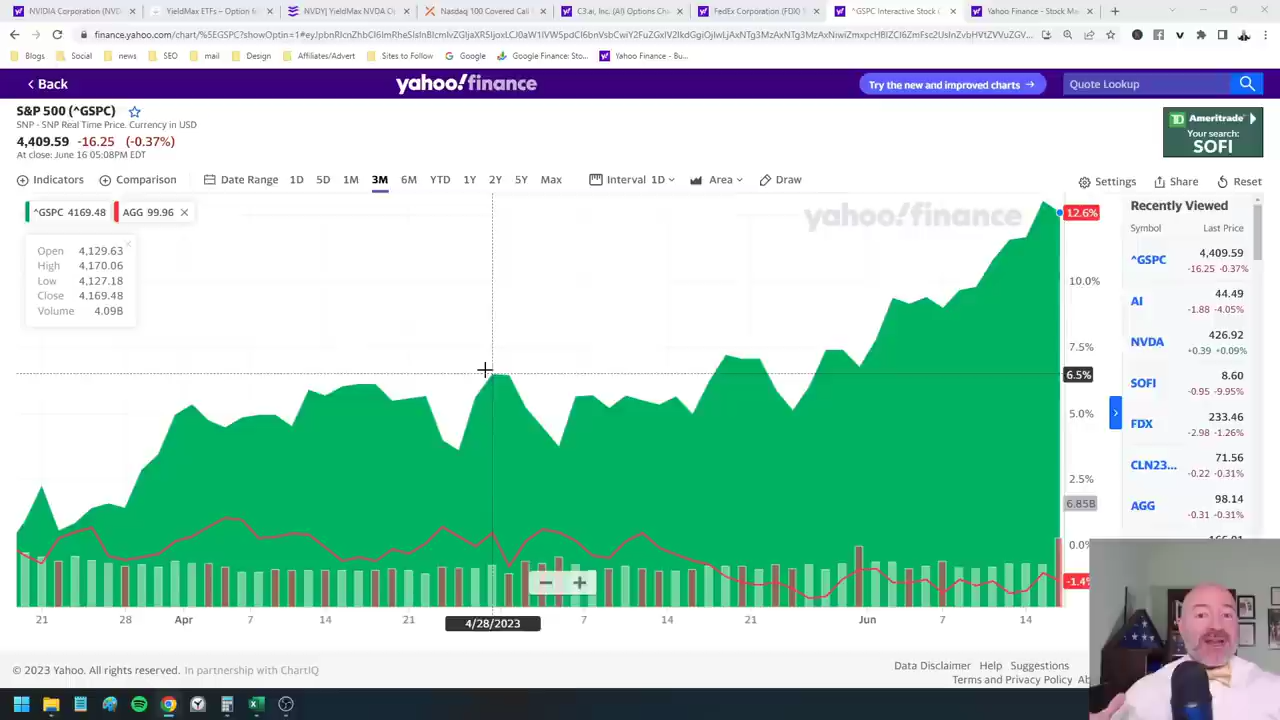 NVIDIA Corporation (NVD
YieldMax ETFs – Option
NVDY| YieldMax NVDA O
Nasdaq 100 Covered Call
C3.ai, Inc. (AI) Options Cha
FedEx Corporation (FDX)
^GSPC Interactive Stock
Yahoo Finance - Stock Ma
Blogs
Social
news
SEO
mail
Design
Affiliates/Advert
Sites to Follow
Google
Google Finance: Sto...
Yahoo Finance - Bu...
Back
yahoo!finance
Try the new and improved charts →
Quote Lookup
S&P 500 (^GSPC)
SNP - SNP Real Time Price. Currency in USD
4,409.59 -16.25 (-0.37%)
At close: June 16 05:08PM EDT
TD Ameritrade
Your search:
SOFI
Indicators
Comparison
Date Range 1D 5D 1M 3M 6M YTD 1Y 2Y 5Y Max
Interval 1D
Area
Draw
Settings
Share
Reset
^GSPC 4169.48
AGG 99.96
yahoo!finance
Open 4,129.63
High 4,170.06
Low 4,127.18
Close 4,169.48
Volume 4.09B
12.6%
10.0%
7.5%
6.5%
5.0%
2.5%
6.85B
0.0%
-1.4%
21 28 Apr 7 14 21 4/28/2023 7 14 21 Jun 7 14
Recently Viewed
Symbol Last Price
^GSPC 4,409.59
-16.25 -0.37%
AI 44.49
-1.88 -4.05%
NVDA 426.92
+0.39 +0.09%
SOFI 8.60
-0.95 -9.95%
FDX 233.46
-2.98 -1.26%
CLN23... 71.56
-0.22 -0.31%
AGG 98.14
-0.31 -0.31%
© 2023 Yahoo. All rights reserved. In partnership with ChartIQ
Data Disclaimer Help Suggestions
Terms and Privacy Policy